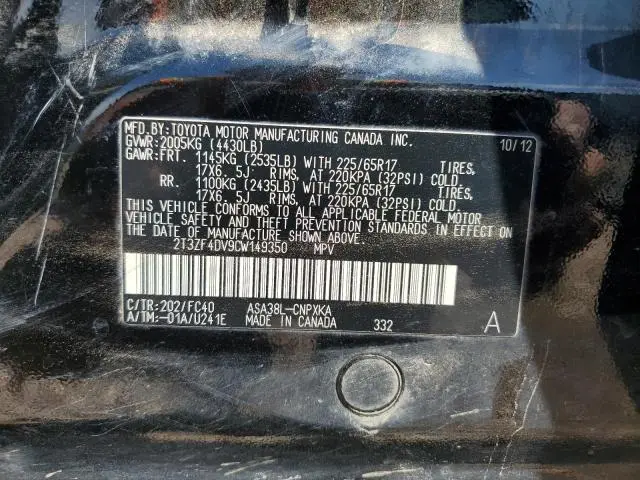 MFD.BY:TOYOTA MOTOR MANUFACTURING CANADA INC.
GVWR:2005KG (4430LB) 10/12
GAWR:FRT. 1145KG (2535LB) WITH 225/65R17 TIRES,
17X6. 5J RIMS, AT 220KPA (32PSI) COLD.
RR. 1100KG (2435LB) WITH 225/65R17 TIRES,
17X6. 5J RIMS, AT 220KPA (32PSI) COLD.
THIS VEHICLE CONFORMS TO ALL APPLICABLE FEDERAL MOTOR
VEHICLE SAFETY AND THEFT PREVENTION STANDARDS IN EFFECT ON
THE DATE OF MANUFACTURE SHOWN ABOVE.
2T3ZF4DV9CW149350 MPV
C/TR:202/FC40 ASA38L-CNPXKA
A/TM:-01A/U241E MADE IN CANADA 332 A